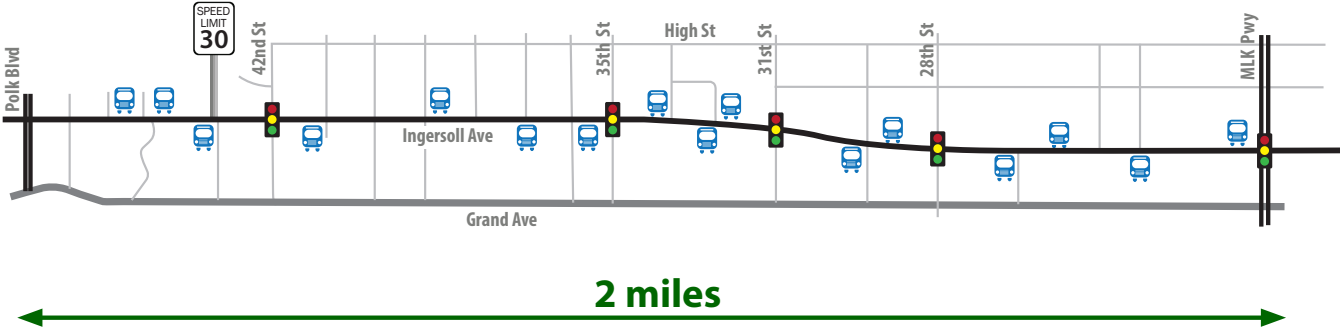 SPEED
LIMIT
30
Polk Blvd
42nd St
35th St
High St
31st St
28th St
MLK Pwy
Ingersoll Ave
Grand Ave
2 miles